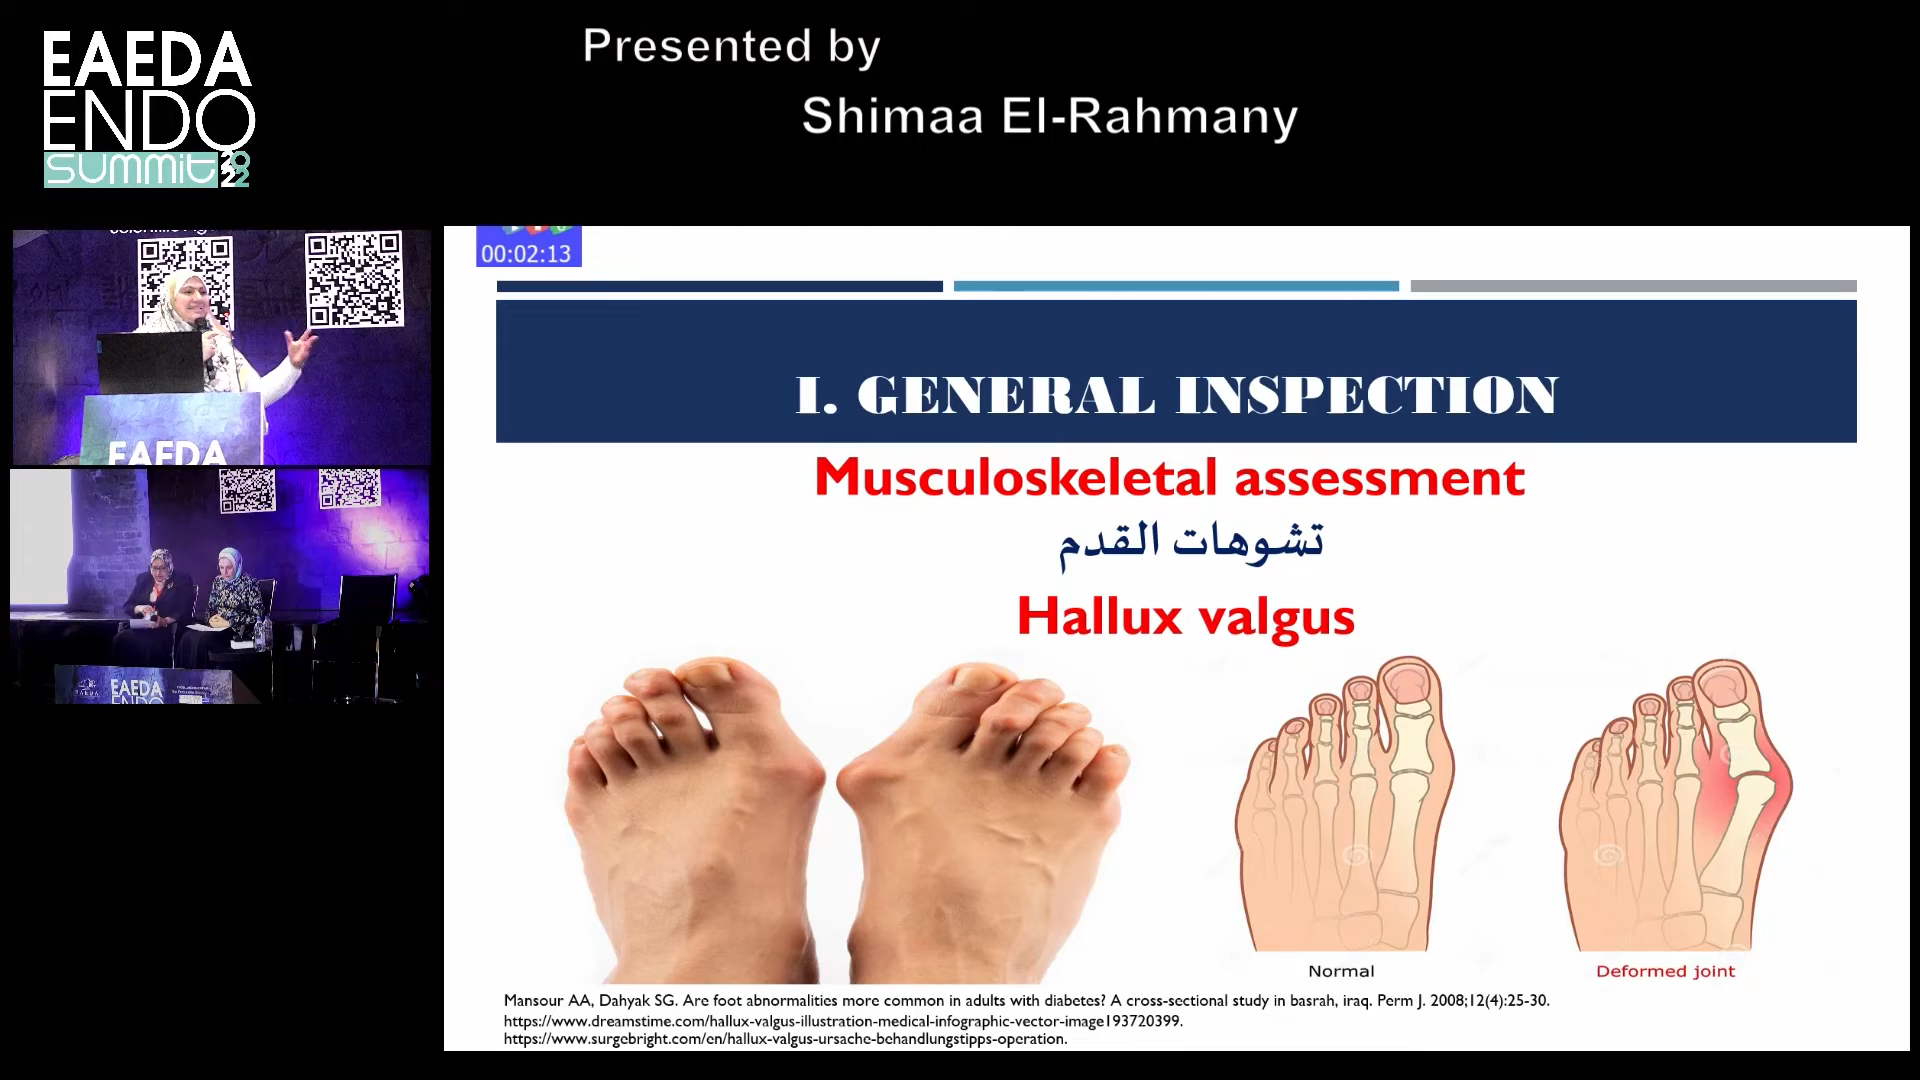 EAEDA
ENDO
summit 2022
Presented by
Shimaa El-Rahmany
EAEDA
EAEDA
ENDO
00:02:13
I. GENERAL INSPECTION
Musculoskeletal assessment
تشوهات القدم
Hallux valgus
Normal
Deformed joint
Mansour AA, Dahyak SG. Are foot abnormalities more common in adults with diabetes? A cross-sectional study in basrah, iraq. Perm J. 2008;12(4):25-30.
https://www.dreamstime.com/hallux-valgus-illustration-medical-infographic-vector-image193720399.
https://www.surgebright.com/en/hallux-valgus-ursache-behandlungstipps-operation.